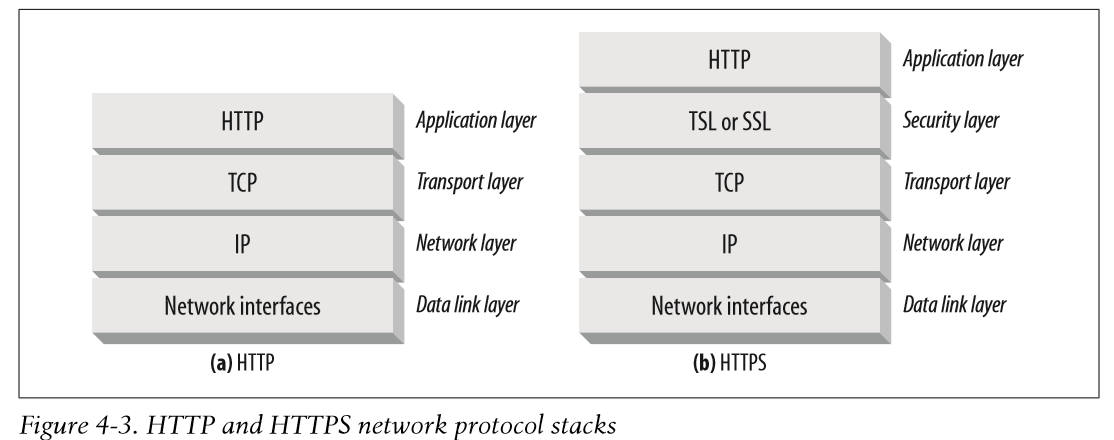 HTTP Application layer
TCP Transport layer
IP Network layer
Network interfaces Data link layer
(a) HTTP
HTTP Application layer
TSL or SSL Security layer
TCP Transport layer
IP Network layer
Network interfaces Data link layer
(b) HTTPS
Figure 4-3. HTTP and HTTPS network protocol stacks